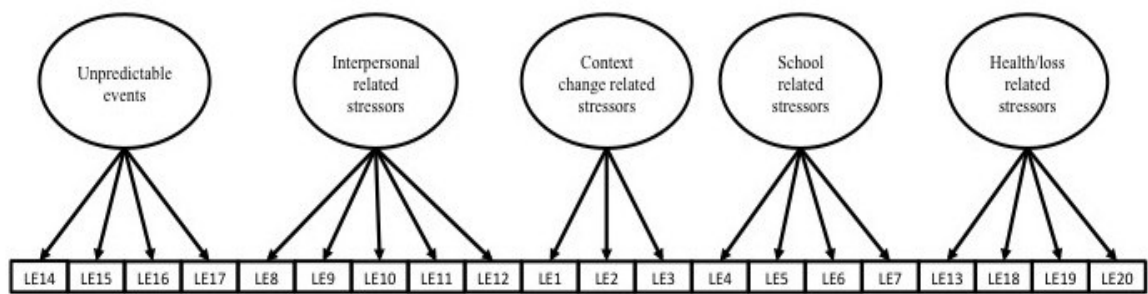 Unpredictable
events
Interpersonal
related
stressors
Context
change related
stressors
School
related
stressors
Health/loss
related
stressors
LE14 LE15 LE16 LE17 LE8 LE9 LE10 LE11 LE12 LE1 LE2 LE3 LE4 LE5 LE6 LE7 LE13 LE18 LE19 LE20